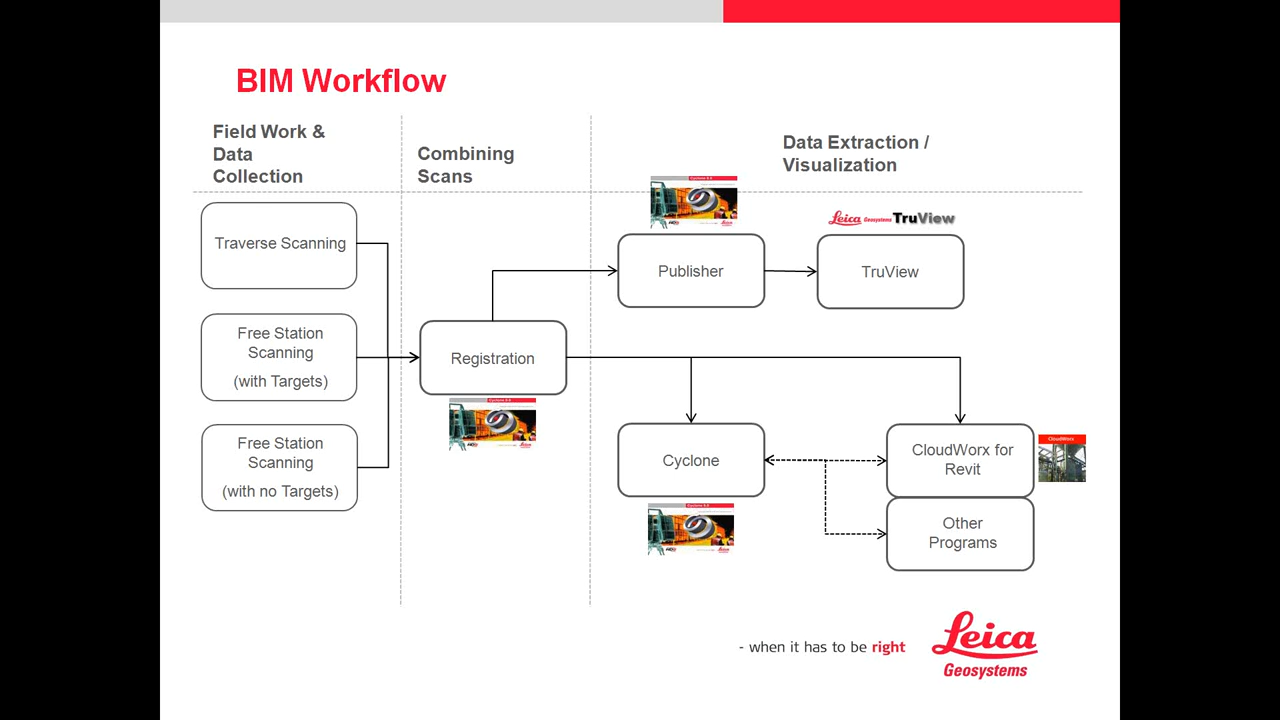 BIM Workflow
Field Work &
Data
Collection
Combining
Scans
Data Extraction /
Visualization
Traverse Scanning
Free Station
Scanning
(with Targets)
Free Station
Scanning
(with no Targets)
Registration
Publisher
Leica Geosystems TruView
TruView
Cyclone
CloudWorx for
Revit
CloudWorx
Other
Programs
- when it has to be right
Leica
Geosystems